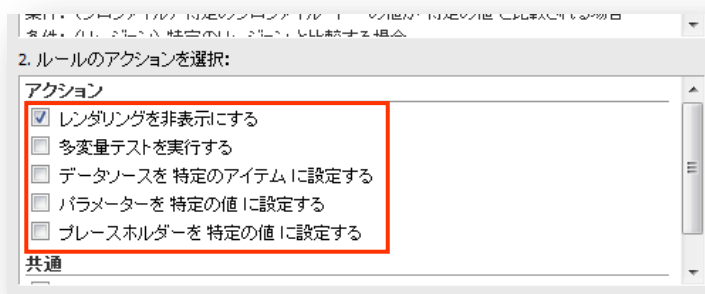 2. ルールのアクションを選択:
アクション
レンダリングを非表示にする
多変量テストを実行する
データソースを 特定のアイテム に設定する
パラメーターを 特定の値 に設定する
プレースホルダーを 特定の値 に設定する
共通